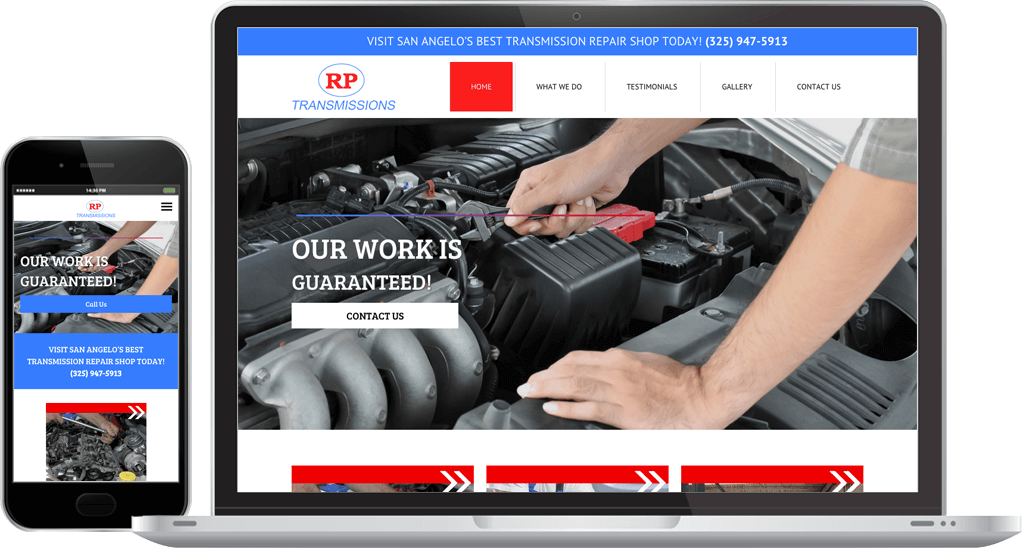 VISIT SAN ANGELO'S BEST TRANSMISSION REPAIR SHOP TODAY! (325) 947-5913
RP
TRANSMISSIONS
HOME
WHAT WE DO
TESTIMONIALS
GALLERY
CONTACT US
OUR WORK IS
GUARANTEED!
CONTACT US
14:36 PM
RP
TRANSMISSIONS
OUR WORK IS
GUARANTEED!
Call Us
VISIT SAN ANGELO'S BEST
TRANSMISSION REPAIR SHOP TODAY!
(325) 947-5913